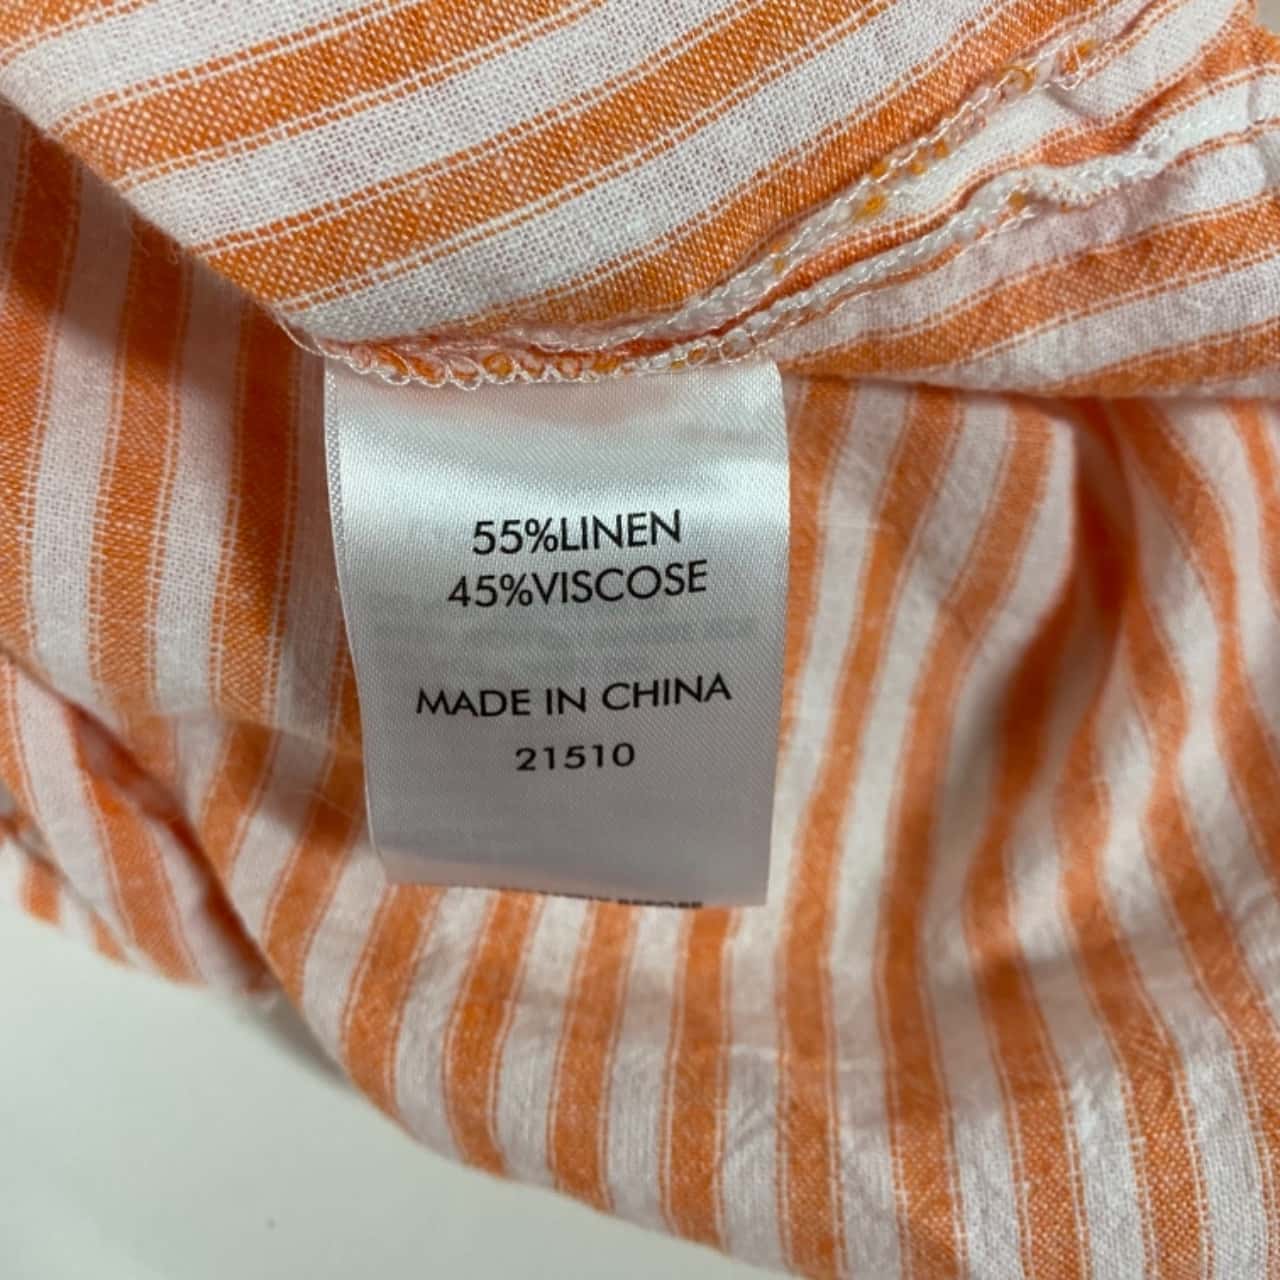 55%LINEN
45%VISCOSE
MADE IN CHINA
21510